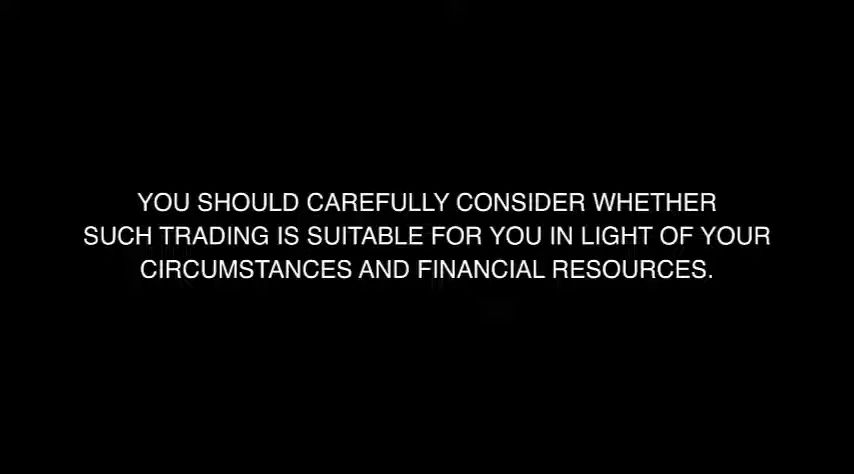 YOU SHOULD CAREFULLY CONSIDER WHETHER
SUCH TRADING IS SUITABLE FOR YOU IN LIGHT OF YOUR
CIRCUMSTANCES AND FINANCIAL RESOURCES.